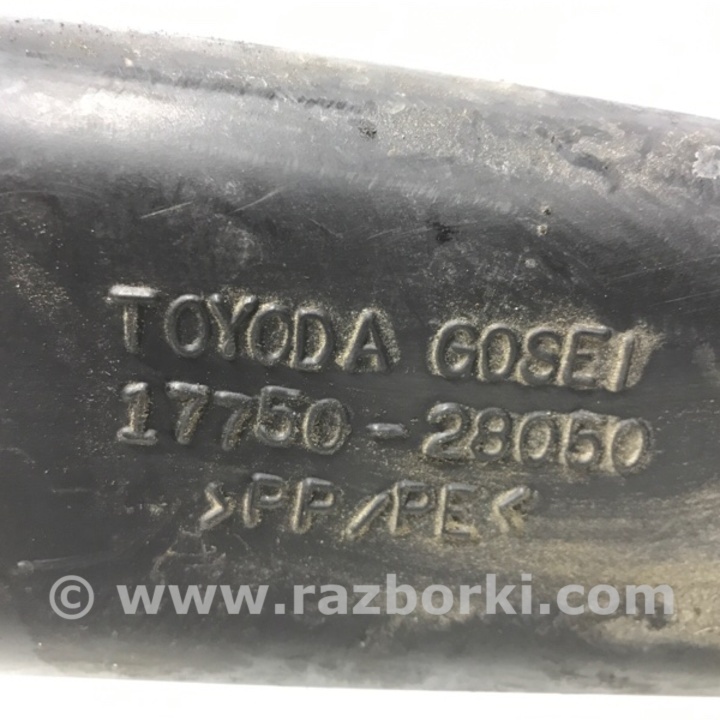 TOYODA GOSEI
17750-28050
>PP/PE<
© www.razborki.com